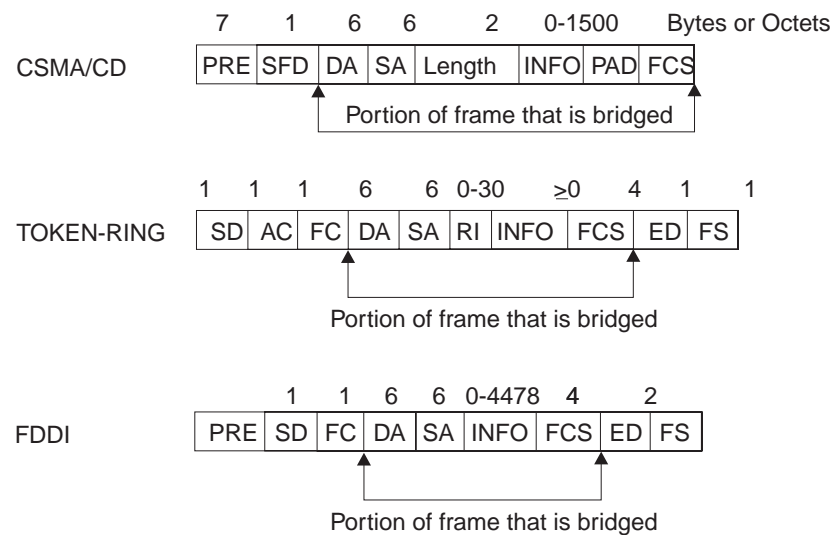 7 1 6 6 2 0-1500 Bytes or Octets
CSMA/CD PRE SFD DA SA Length INFO PAD FCS
Portion of frame that is bridged
1 1 1 6 6 0-30 ≥0 4 1 1
TOKEN-RING SD AC FC DA SA RI INFO FCS ED FS
Portion of frame that is bridged
1 1 6 6 0-4478 4 2
FDDI PRE SD FC DA SA INFO FCS ED FS
Portion of frame that is bridged